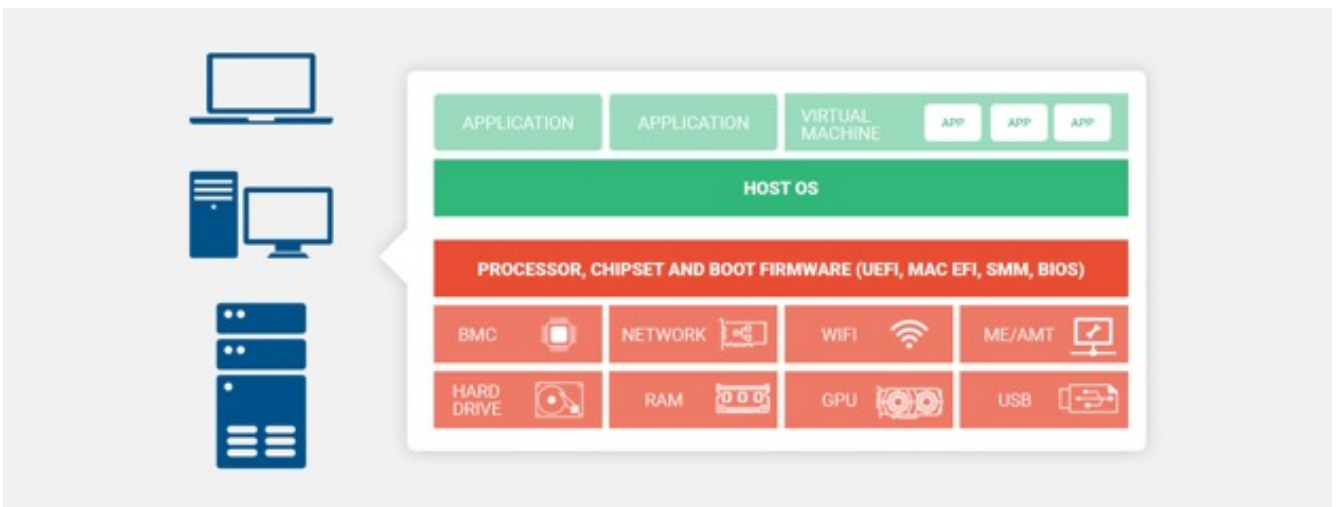 APPLICATION
APPLICATION
VIRTUAL
MACHINE
APP
APP
APP
HOST OS
PROCESSOR, CHIPSET AND BOOT FIRMWARE (UEFI, MAC EFI, SMM, BIOS)
BMC
NETWORK
WIFI
ME/AMT
HARD
DRIVE
RAM
GPU
USB